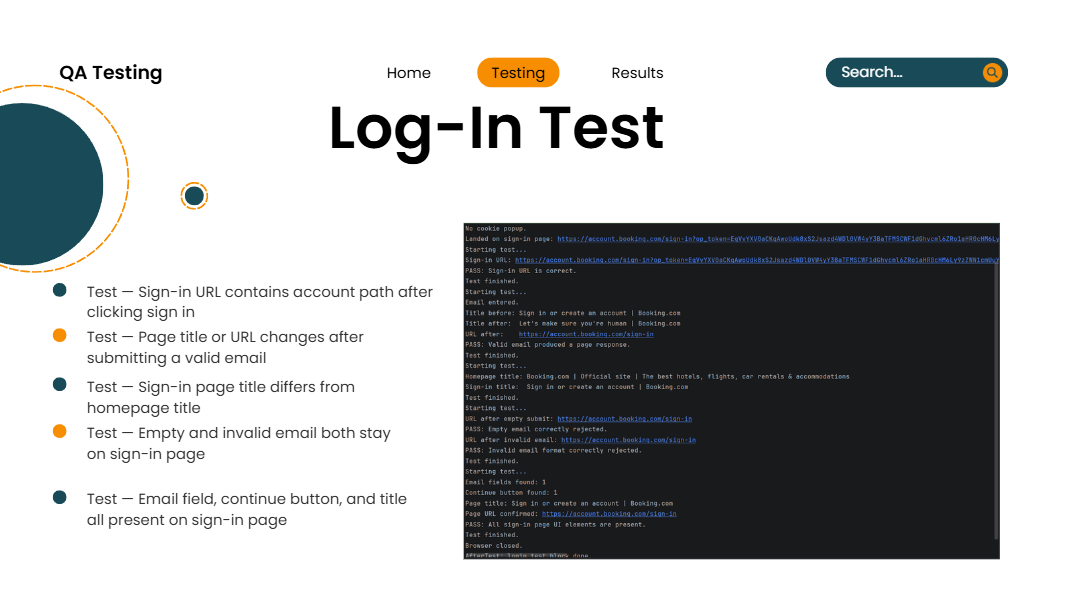 QA Testing
Home
Testing
Results
Search...
Log-In Test
Test — Sign-in URL contains account path after
clicking sign in
Test — Page title or URL changes after
submitting a valid email
Test — Sign-in page title differs from
homepage title
Test — Empty and invalid email both stay
on sign-in page
Test — Email field, continue button, and title
all present on sign-in page
No cookie popup.
Landed on sign-in page:
Starting test...
Sign-in URL:
PASS: Sign-in URL is correct.
Test finished.
Starting test...
Email entered.
Title before: Sign in or create an account | Booking.com
Title after:  Let's make sure you're human | Booking.com
URL after:    https://account.booking.com/sign-in
PASS: Valid email produced a page response.
Test finished.
Starting test...
Homepage title: Booking.com | Official site | The best hotels, flights, car rentals & accommodations
Sign-in title:  Sign in or create an account | Booking.com
Test finished.
Starting test...
URL after empty submit: https://account.booking.com/sign-in
PASS: Empty email correctly rejected.
URL after invalid email: https://account.booking.com/sign-in
PASS: Invalid email format correctly rejected.
Test finished.
Starting test...
Email fields found: 1
Continue button found: 1
Page title: Sign in or create an account | Booking.com
Page URL confirmed: https://account.booking.com/sign-in
PASS: All sign-in page UI elements are present.
Test finished.
Browser closed.
AfterTest: login test block done.